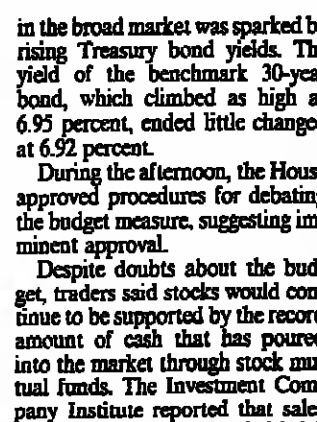 in the broad market was sparked b
rising Treasury bond yields. Th
yield of the benchmark 30-yea
bond, which climbed as high a
6.95 percent, ended little change
at 6.92 percent.
During the afternoon, the Hous
approved procedures for debatin
the budget measure, suggesting im
minent approval.
Despite doubts about the bud
get, traders said stocks would con
tinue to be supported by the record
amount of cash that has poure
into the market through stock mu
tual funds. The Investment Com
pany Institute reported that sale